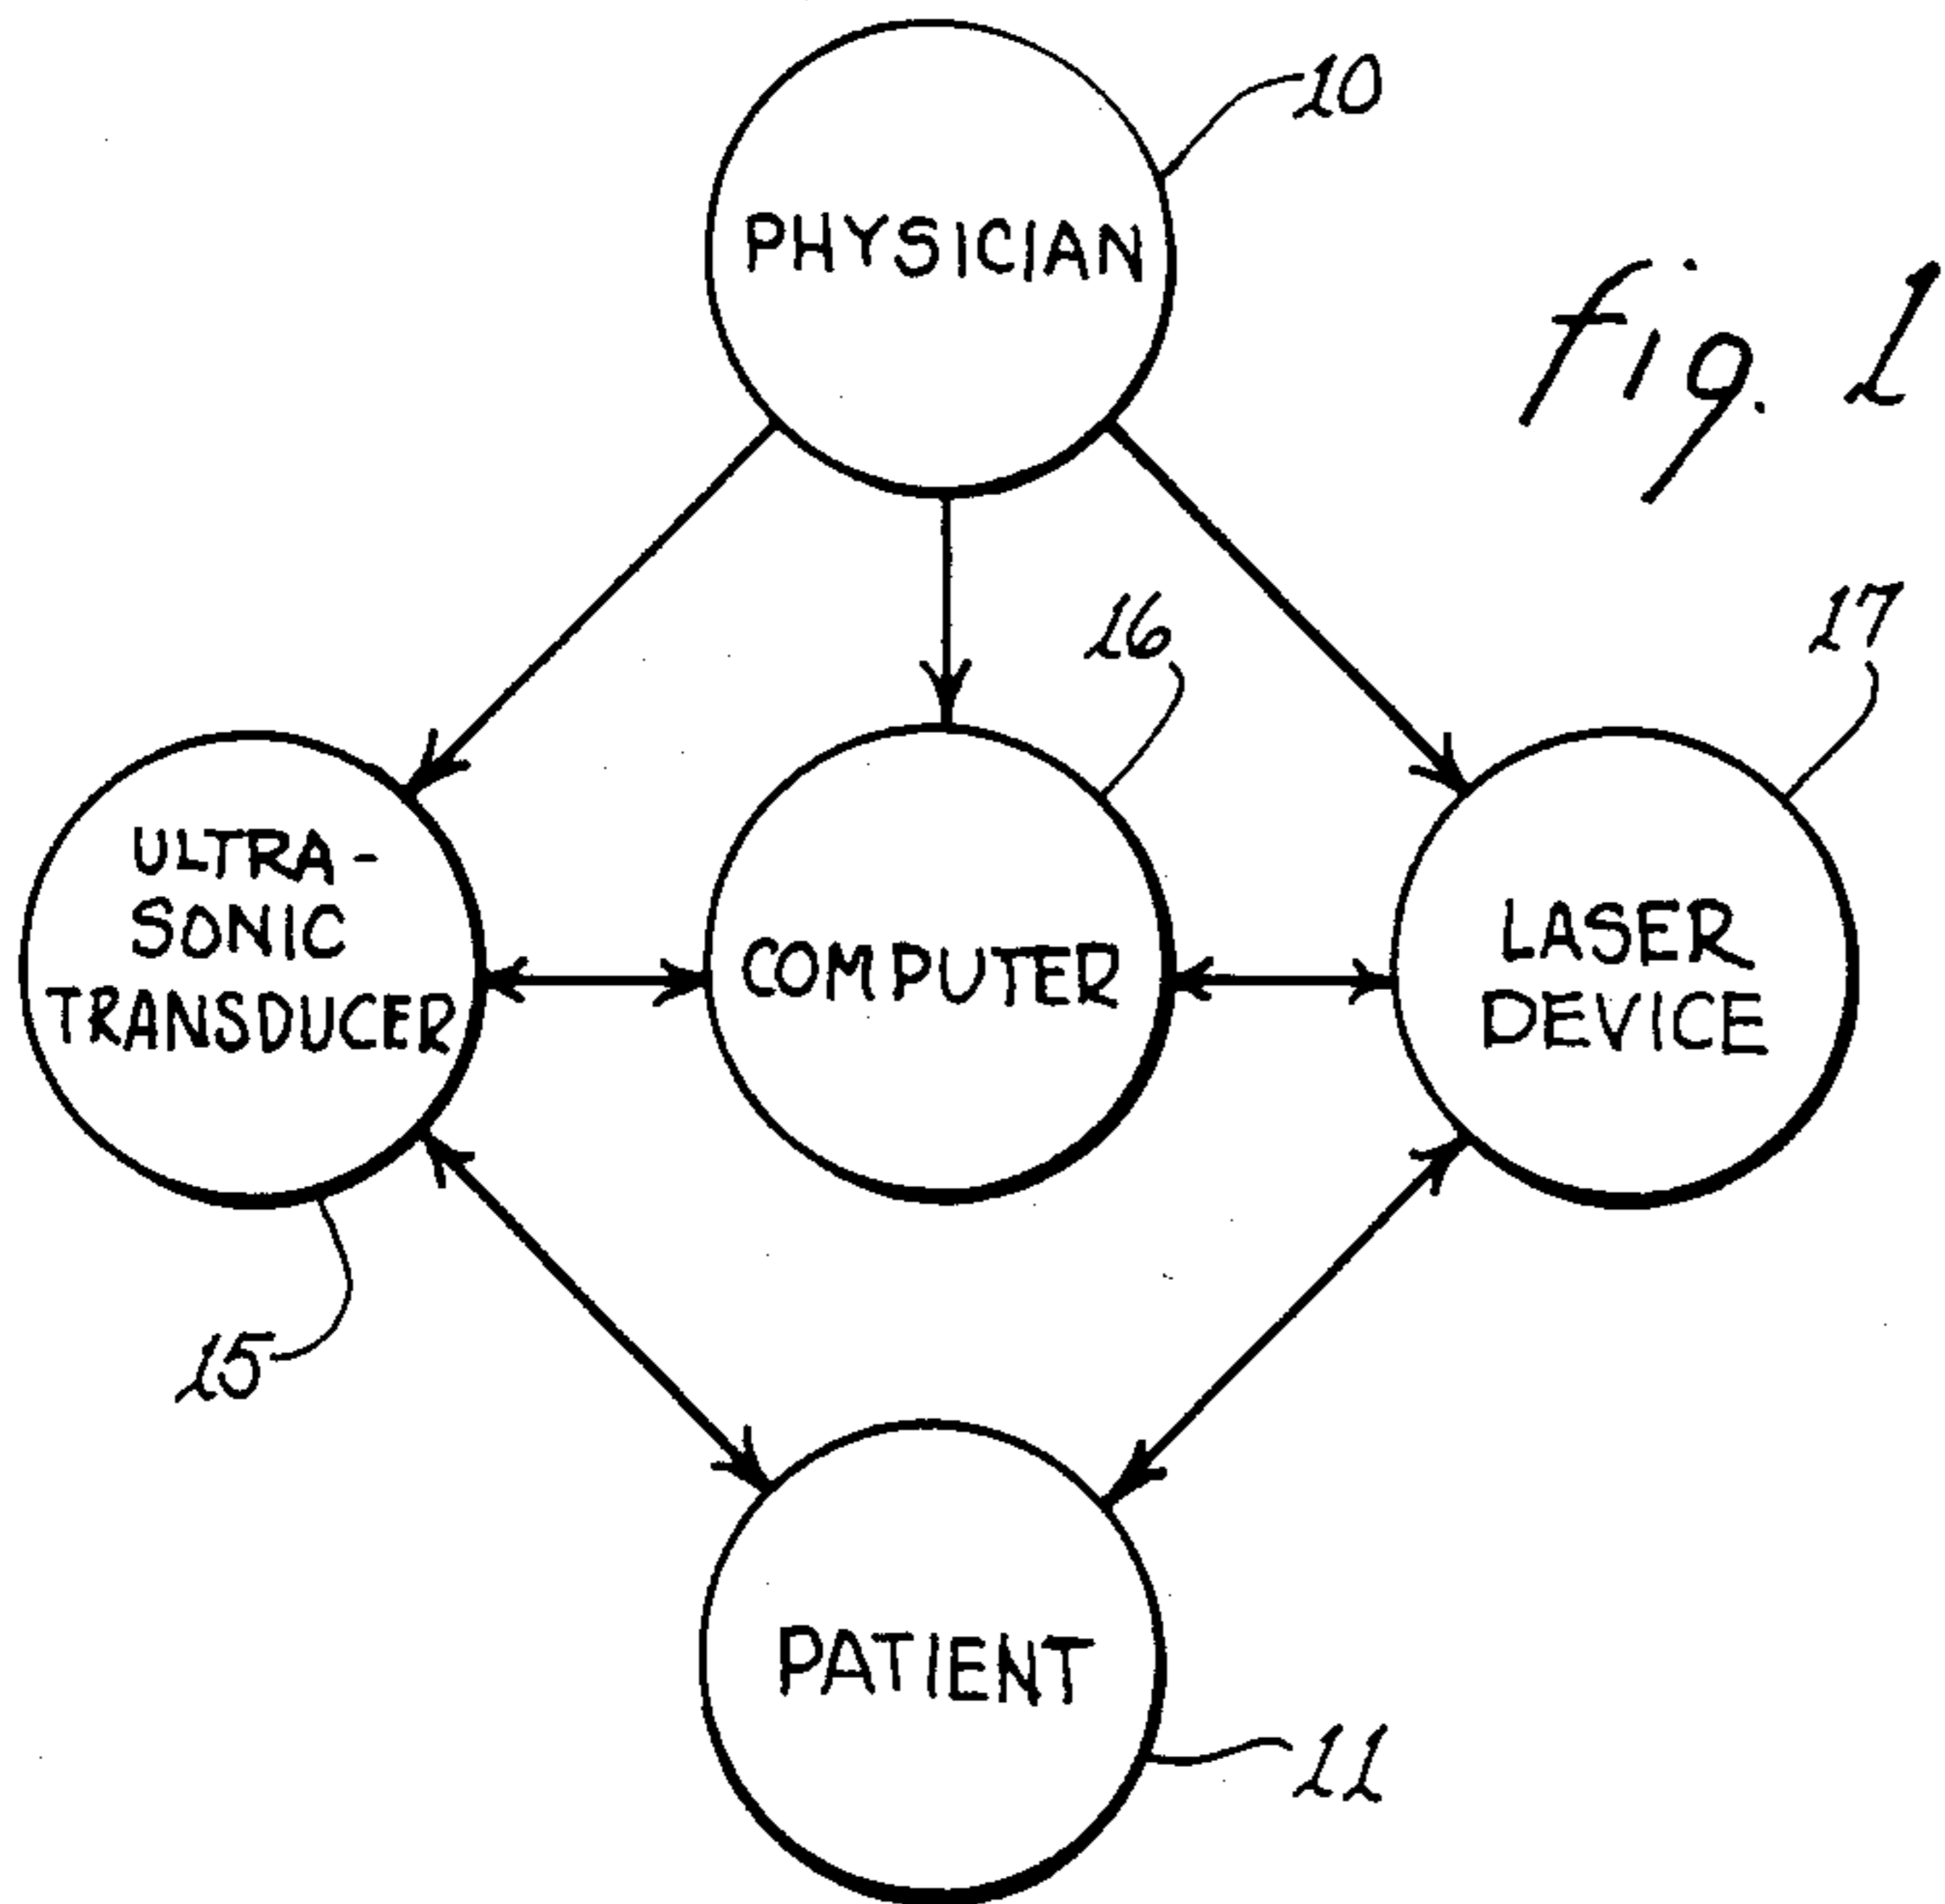 10
PHYSICIAN
fig. 1
16
17
ULTRA-
SONIC
TRANSDUCER
COMPUTER
LASER
DEVICE
15
PATIENT
11